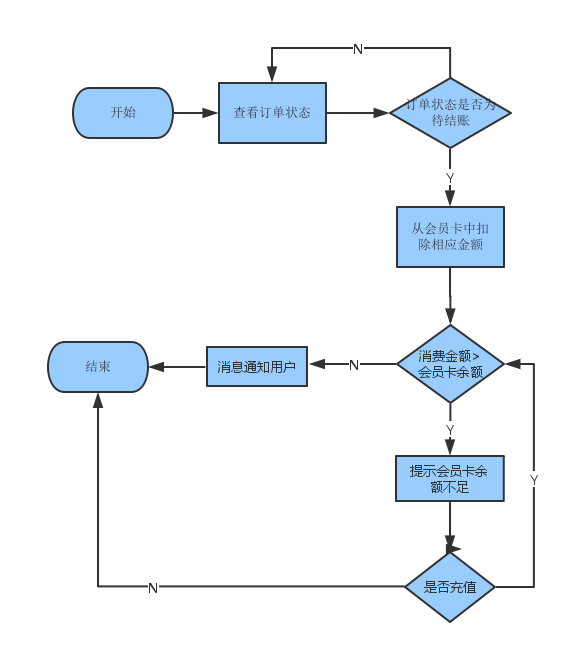 N
开始
查看订单状态
订单状态是否为
待结账
Y
从会员卡中扣
除相应金额
消费金额>
会员卡余额
N
消息通知用户
结束
Y
提示会员卡余
额不足
Y
是否充值
N